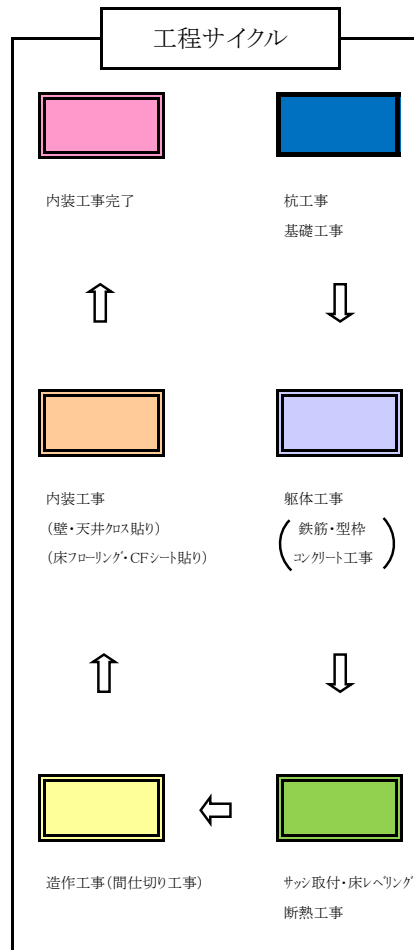 工程サイクル
内装工事完了
杭工事
基礎工事
内装工事
(壁・天井クロス貼り)
(床フローリング・CFシート貼り)
躯体工事
鉄筋・型枠
コンクリート工事
造作工事(間仕切り工事)
サッシ取付・床レベリング
断熱工事